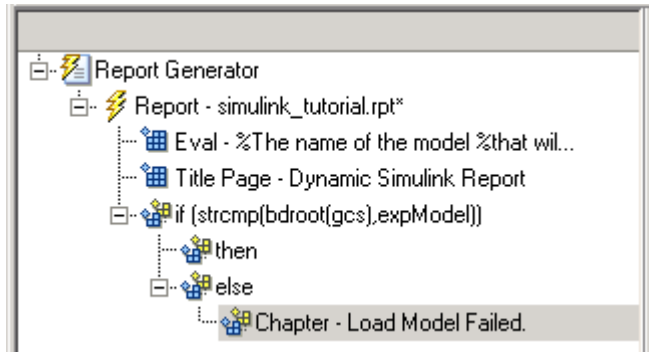 Report Generator
Report - simulink_tutorial.rpt*
Eval - %The name of the model %that wil...
Title Page - Dynamic Simulink Report
if (strcmp(bdroot(gcs),expModel))
then
else
Chapter - Load Model Failed.